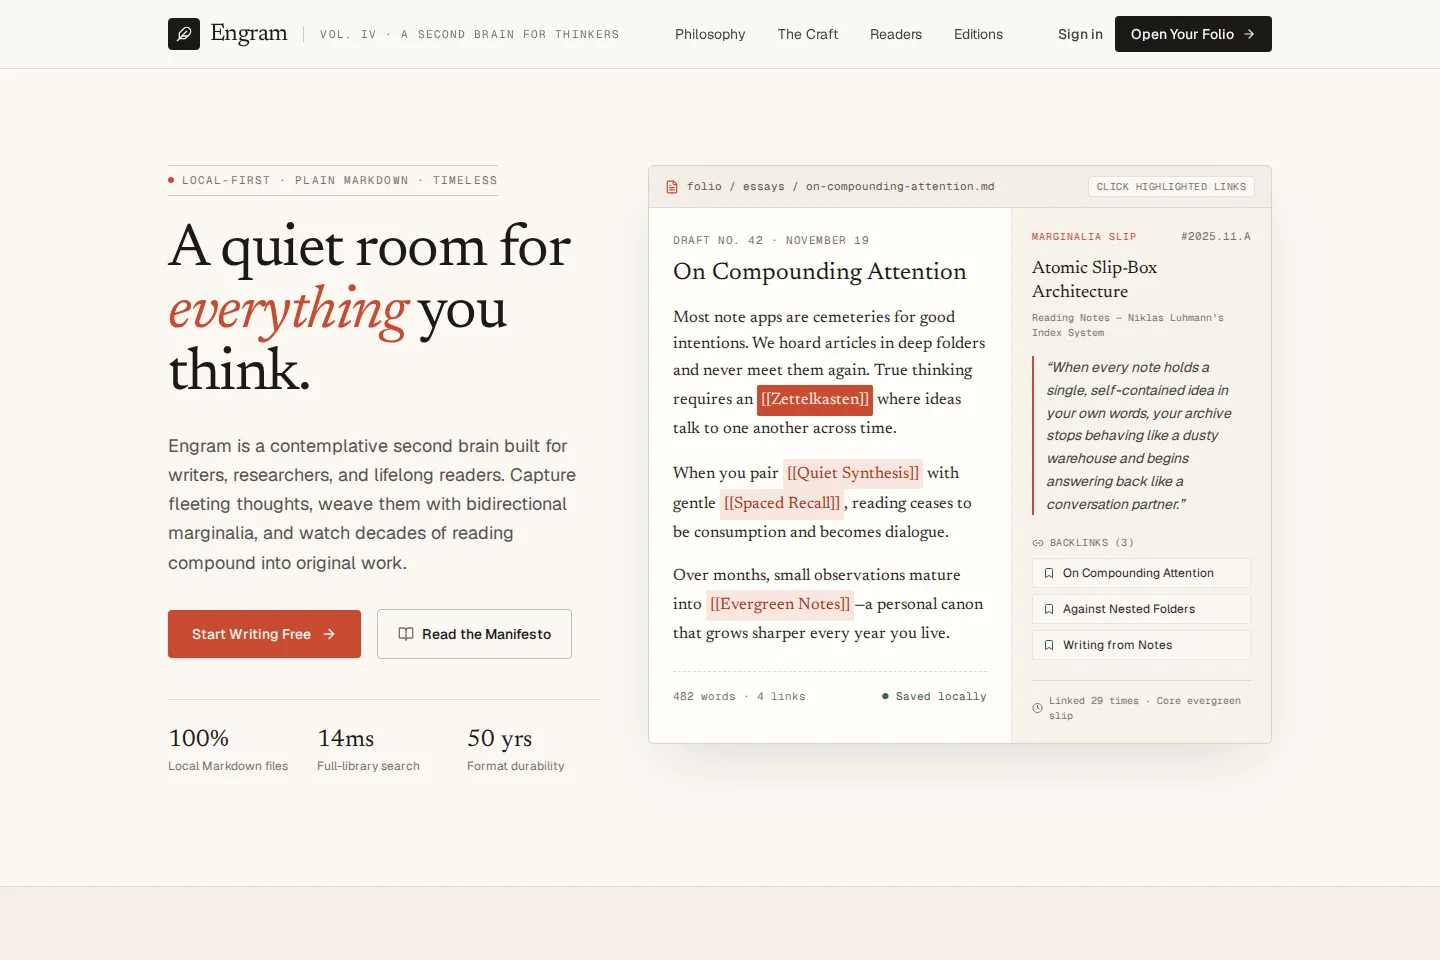 Engram
VOL. IV · A SECOND BRAIN FOR THINKERS
Philosophy
The Craft
Readers
Editions
Sign in
Open Your Folio
LOCAL-FIRST · PLAIN MARKDOWN · TIMELESS
A quiet room for
everything you
think.
Engram is a contemplative second brain built for
writers, researchers, and lifelong readers. Capture
fleeting thoughts, weave them with bidirectional
marginalia, and watch decades of reading
compound into original work.
Start Writing Free
Read the Manifesto
100%
Local Markdown files
14ms
Full-library search
50 yrs
Format durability
folio / essays / on-compounding-attention.md
CLICK HIGHLIGHTED LINKS
DRAFT NO. 42 · NOVEMBER 19
On Compounding Attention
Most note apps are cemeteries for good
intentions. We hoard articles in deep folders
and never meet them again. True thinking
requires an [[Zettelkasten]] where ideas
talk to one another across time.
When you pair [[Quiet Synthesis]] with
gentle [[Spaced Recall]], reading ceases to
be consumption and becomes dialogue.
Over months, small observations mature
into [[Evergreen Notes]]—a personal canon
that grows sharper every year you live.
482 words · 4 links
Saved locally
MARGINALIA SLIP
#2025.11.A
Atomic Slip-Box
Architecture
Reading Notes — Niklas Luhmann's
Index System
“When every note holds a
single, self-contained idea in
your own words, your archive
stops behaving like a dusty
warehouse and begins
answering back like a
conversation partner.”
BACKLINKS (3)
On Compounding Attention
Against Nested Folders
Writing from Notes
Linked 29 times · Core evergreen
slip